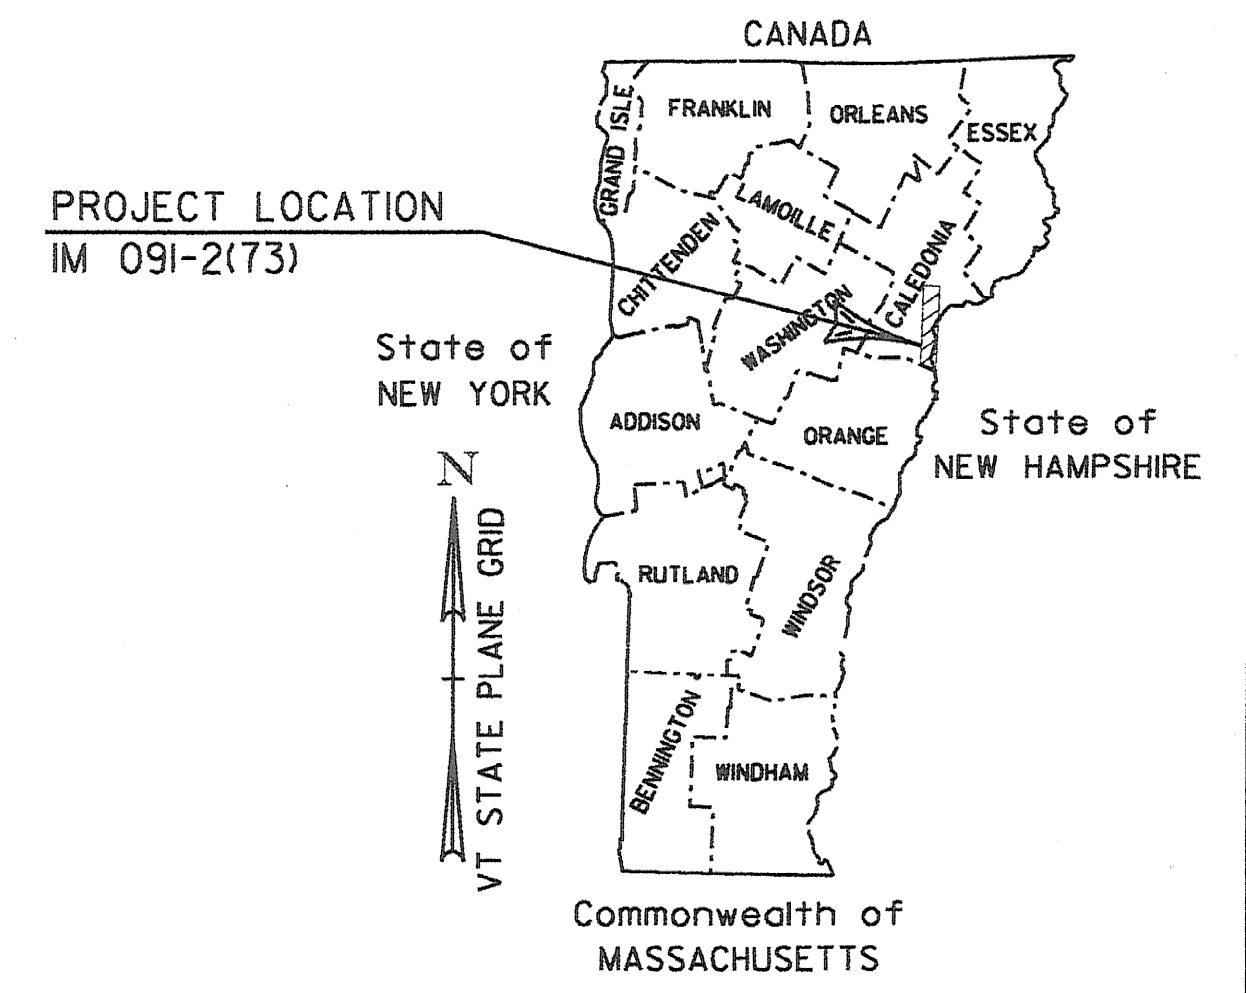 CANADA
GRAND ISLE
FRANKLIN
ORLEANS
ESSEX
PROJECT LOCATION
IM 091-2(73)
LAMOILLE
CHITTENDEN
CALEDONIA
WASHINGTON
State of
NEW YORK
ADDISON
ORANGE
State of
NEW HAMPSHIRE
N
VT STATE PLANE GRID
RUTLAND
WINDSOR
BENNINGTON
WINDHAM
Commonwealth of
MASSACHUSETTS